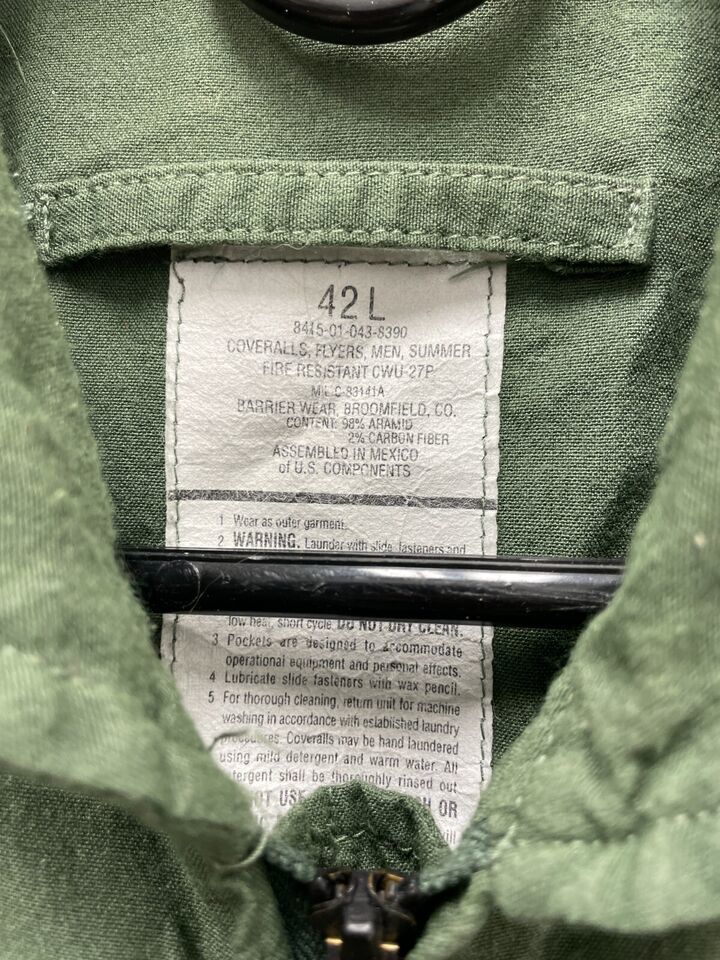 42 L
8415-01-043-8390
COVERALLS, FLYERS, MEN, SUMMER
FIRE RESISTANT CWU-27P
MIL-C-83141A
BARRIER WEAR, BROOMFIELD, CO.
CONTENT: 98% ARAMID
2% CARBON FIBER
ASSEMBLED IN MEXICO
of U.S. COMPONENTS
1 Wear as outer garment.
2 WARNING. Launder with slide fasteners and
low heat, short cycle. DO NOT DRY CLEAN.
3 Pockets are designed to accommodate
operational equipment and personal effects.
4 Lubricate slide fasteners with wax pencil.
5 For thorough cleaning, return unit for machine
washing in accordance with established laundry
procedures. Coveralls may be hand laundered
using mild detergent and warm water. All
detergent shall be thoroughly rinsed out
NOT USE
OR